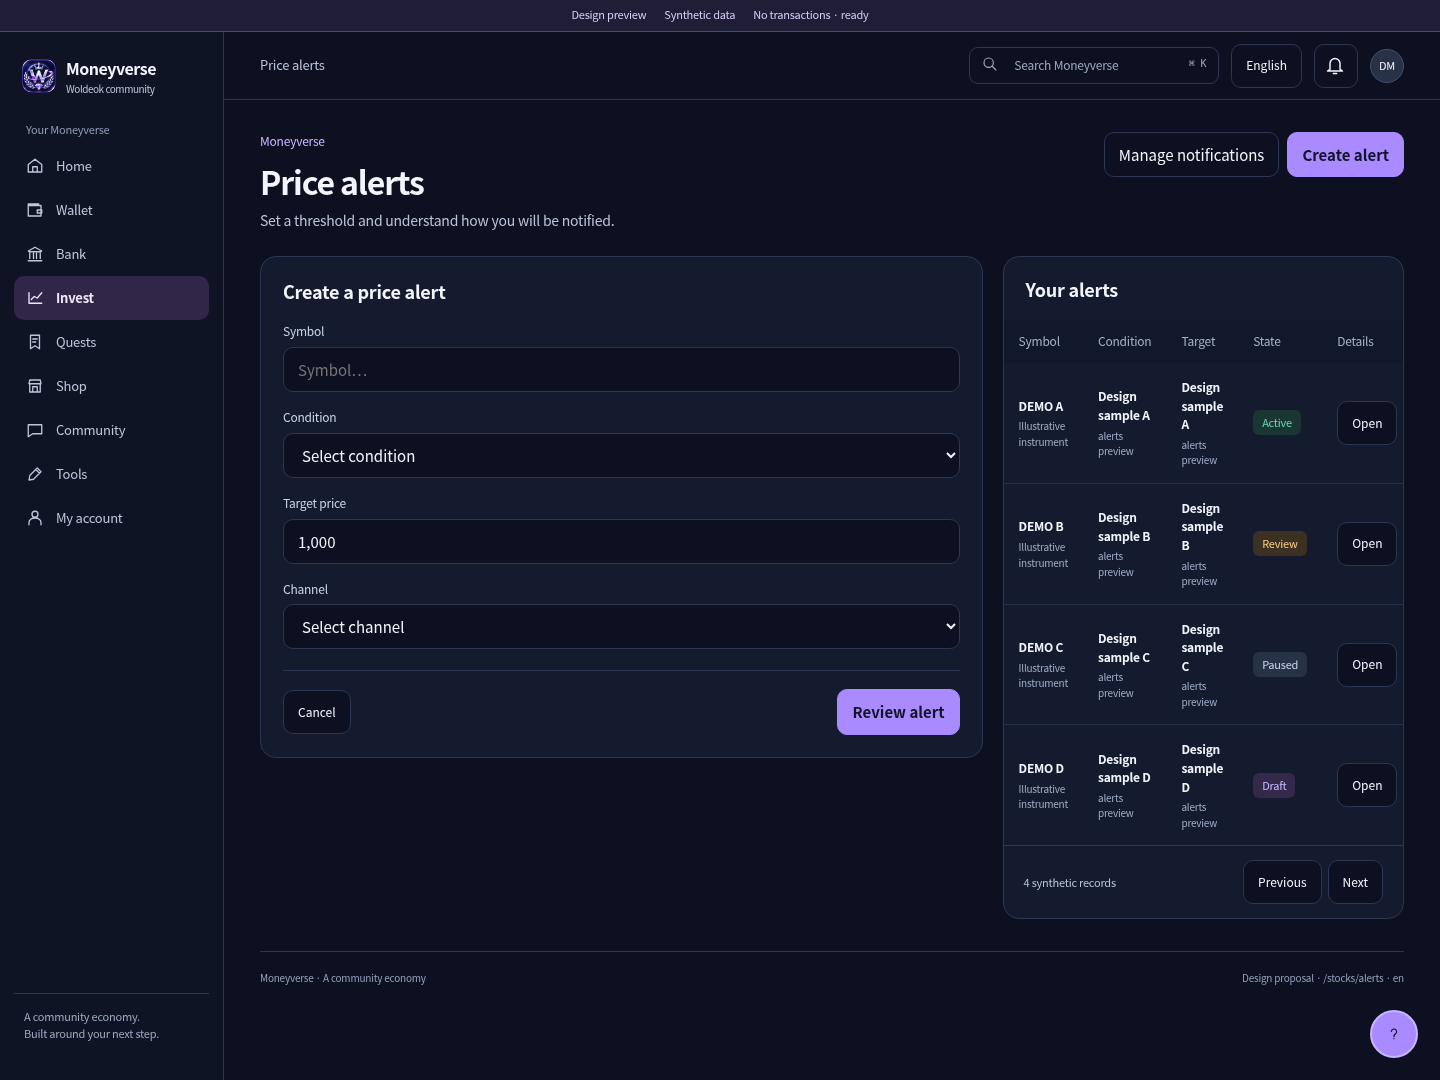 Design preview Synthetic data No transactions · ready
Moneyverse
Woldeok community
Your Moneyverse
Home
Wallet
Bank
Invest
Quests
Shop
Community
Tools
My account
A community economy.
Built around your next step.
Price alerts
Search Moneyverse ⌘ K
English
DM
Moneyverse
Price alerts
Set a threshold and understand how you will be notified.
Manage notifications
Create alert
Create a price alert
Symbol
Symbol…
Condition
Select condition
Target price
1,000
Channel
Select channel
Cancel
Review alert
Your alerts
Symbol Condition Target State Details
DEMO A
Illustrative
instrument
Design
sample A
alerts
preview
Design
sample
A
alerts
preview
Active
Open
DEMO B
Illustrative
instrument
Design
sample B
alerts
preview
Design
sample
B
alerts
preview
Review
Open
DEMO C
Illustrative
instrument
Design
sample C
alerts
preview
Design
sample
C
alerts
preview
Paused
Open
DEMO D
Illustrative
instrument
Design
sample D
alerts
preview
Design
sample
D
alerts
preview
Draft
Open
4 synthetic records
Previous
Next
Moneyverse · A community economy
Design proposal · /stocks/alerts · en
?